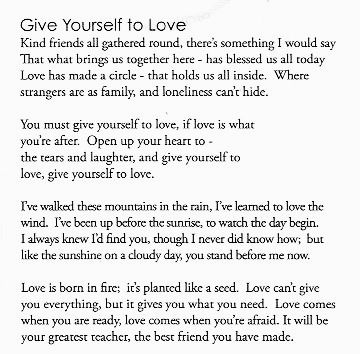 Give Yourself to Love
Kind friends all gathered round, there's something I would say
That what brings us together here - has blessed us all today
Love has made a circle - that holds us all inside.  Where
strangers are as family, and loneliness can't hide.

You must give yourself to love, if love is what
you're after.  Open up your heart to -
the tears and laughter, and give yourself to
love, give yourself to love.

I've walked these mountains in the rain, I've learned to love the
wind.  I've been up before the sunrise, to watch the day begin.
I always knew I'd find you, though I never did know how;  but
like the sunshine on a cloudy day, you stand before me now.

Love is born in fire;  it's planted like a seed.  Love can't give
you everything, but it gives you what you need.  Love comes
when you are ready, love comes when you're afraid. It will be
your greatest teacher, the best friend you have made.